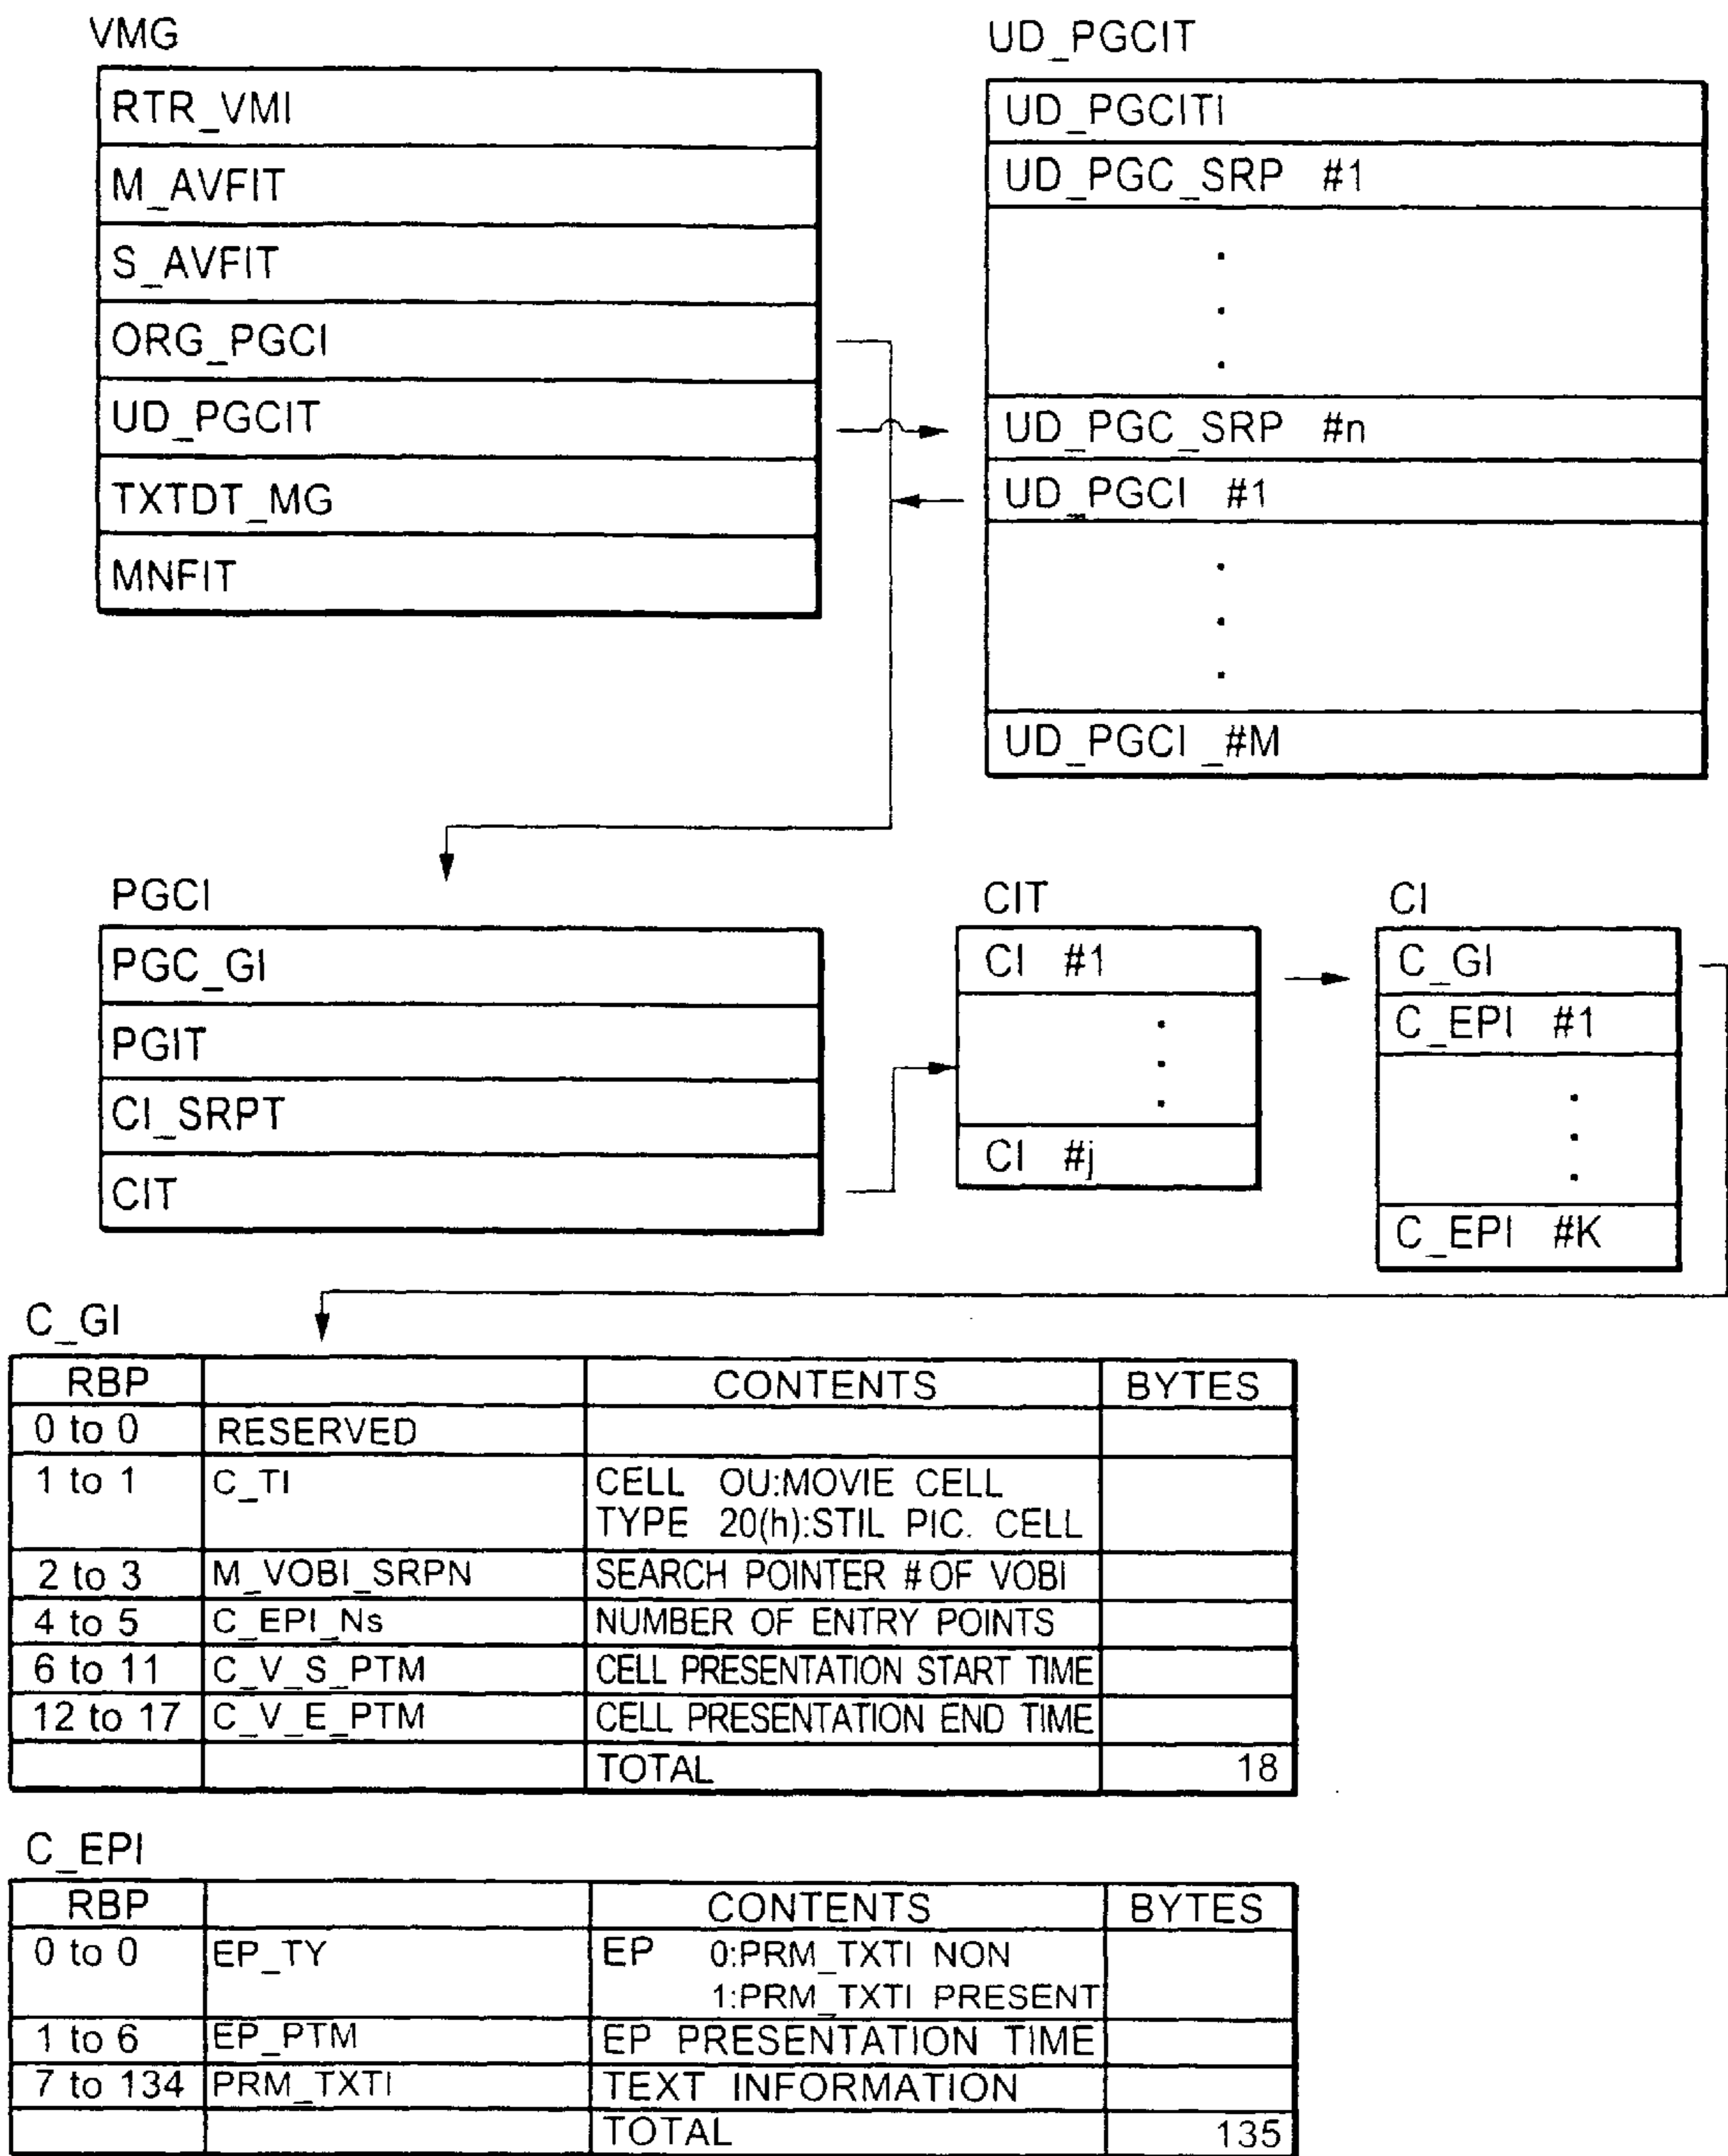 VMG
RTR_VMI
M_AVFIT
S_AVFIT
ORG_PGCI
UD_PGCIT
TXTDT_MG
MNFIT
UD_PGCIT
UD_PGCITI
UD_PGC_SRP #1
UD_PGC_SRP #n
UD_PGCI #1
UD_PGCI_#M
PGCI
PGC_GI
PGIT
CI_SRPT
CIT
CIT
CI #1
CI #j
CI
C_GI
C_EPI #1
C_EPI #K
C_GI
RBP CONTENTS BYTES
0 to 0 RESERVED
1 to 1 C_TI CELL OU:MOVIE CELL
TYPE 20(h):STIL PIC. CELL
2 to 3 M_VOBI_SRPN SEARCH POINTER # OF VOBI
4 to 5 C_EPI_Ns NUMBER OF ENTRY POINTS
6 to 11 C_V_S_PTM CELL PRESENTATION START TIME
12 to 17 C_V_E_PTM CELL PRESENTATION END TIME
TOTAL 18
C_EPI
RBP CONTENTS BYTES
0 to 0 EP_TY EP 0:PRM_TXTI NON
1:PRM_TXTI PRESENT
1 to 6 EP_PTM EP PRESENTATION TIME
7 to 134 PRM_TXTI TEXT INFORMATION
TOTAL 135